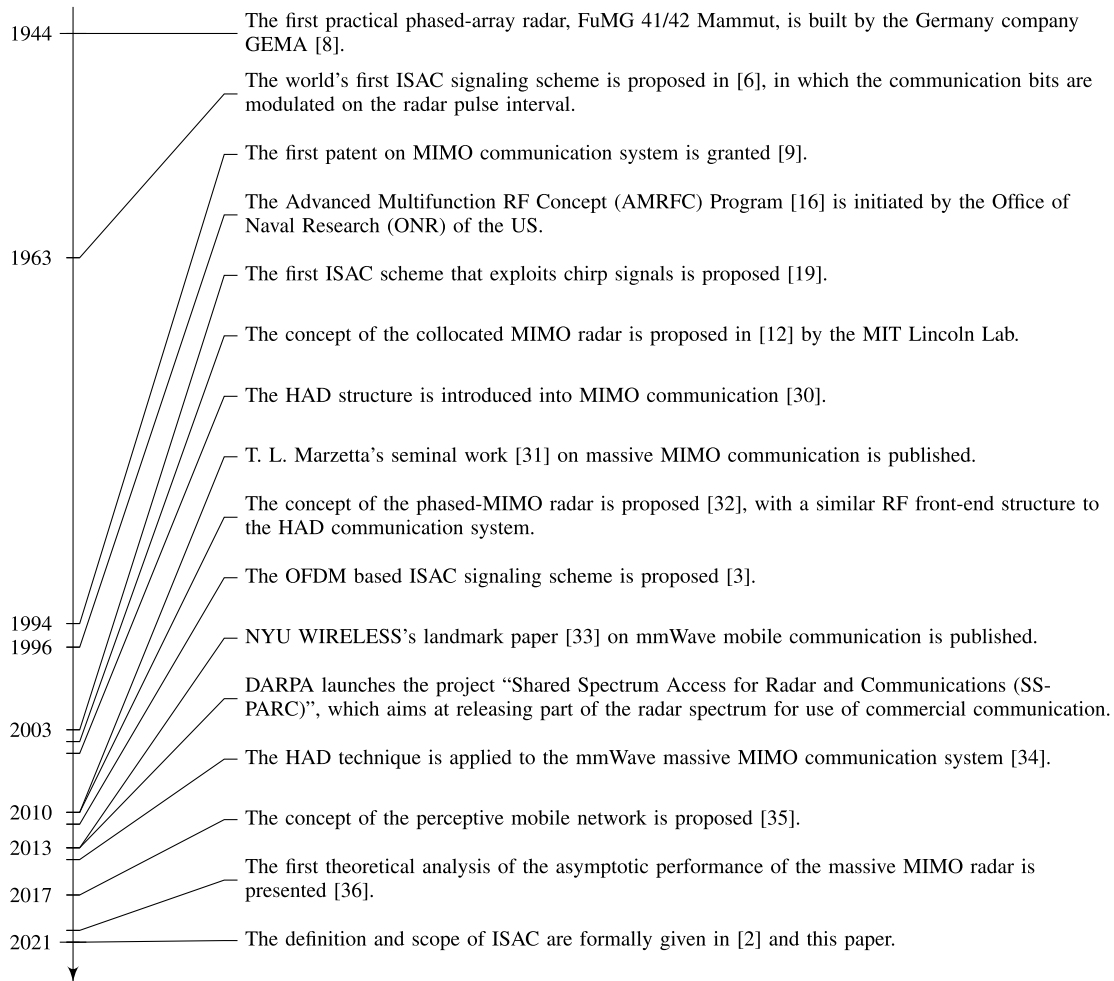 1944
The first practical phased-array radar, FuMG 41/42 Mammut, is built by the Germany company
GEMA [8].
The world's first ISAC signaling scheme is proposed in [6], in which the communication bits are
modulated on the radar pulse interval.
The first patent on MIMO communication system is granted [9].
The Advanced Multifunction RF Concept (AMRFC) Program [16] is initiated by the Office of
Naval Research (ONR) of the US.
1963
The first ISAC scheme that exploits chirp signals is proposed [19].
The concept of the collocated MIMO radar is proposed in [12] by the MIT Lincoln Lab.
The HAD structure is introduced into MIMO communication [30].
T. L. Marzetta's seminal work [31] on massive MIMO communication is published.
The concept of the phased-MIMO radar is proposed [32], with a similar RF front-end structure to
the HAD communication system.
The OFDM based ISAC signaling scheme is proposed [3].
1994
NYU WIRELESS's landmark paper [33] on mmWave mobile communication is published.
1996
DARPA launches the project “Shared Spectrum Access for Radar and Communications (SS-
PARC)”, which aims at releasing part of the radar spectrum for use of commercial communication.
2003
The HAD technique is applied to the mmWave massive MIMO communication system [34].
2010
The concept of the perceptive mobile network is proposed [35].
2013
The first theoretical analysis of the asymptotic performance of the massive MIMO radar is
presented [36].
2017
The definition and scope of ISAC are formally given in [2] and this paper.
2021